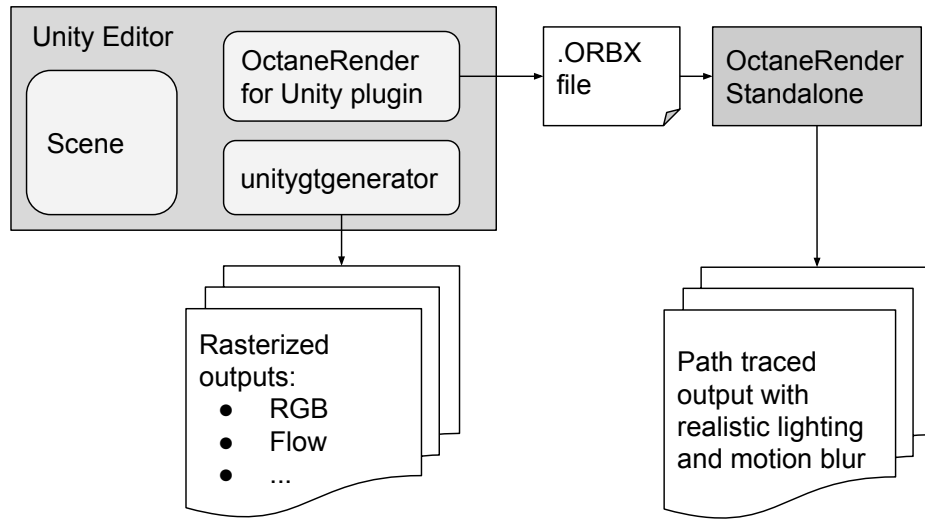 Unity Editor
Scene
OctaneRender
for Unity plugin
unitygtgenerator
.ORBX
file
OctaneRender
Standalone
Rasterized
outputs:
● RGB
● Flow
● ...
Path traced
output with
realistic lighting
and motion blur